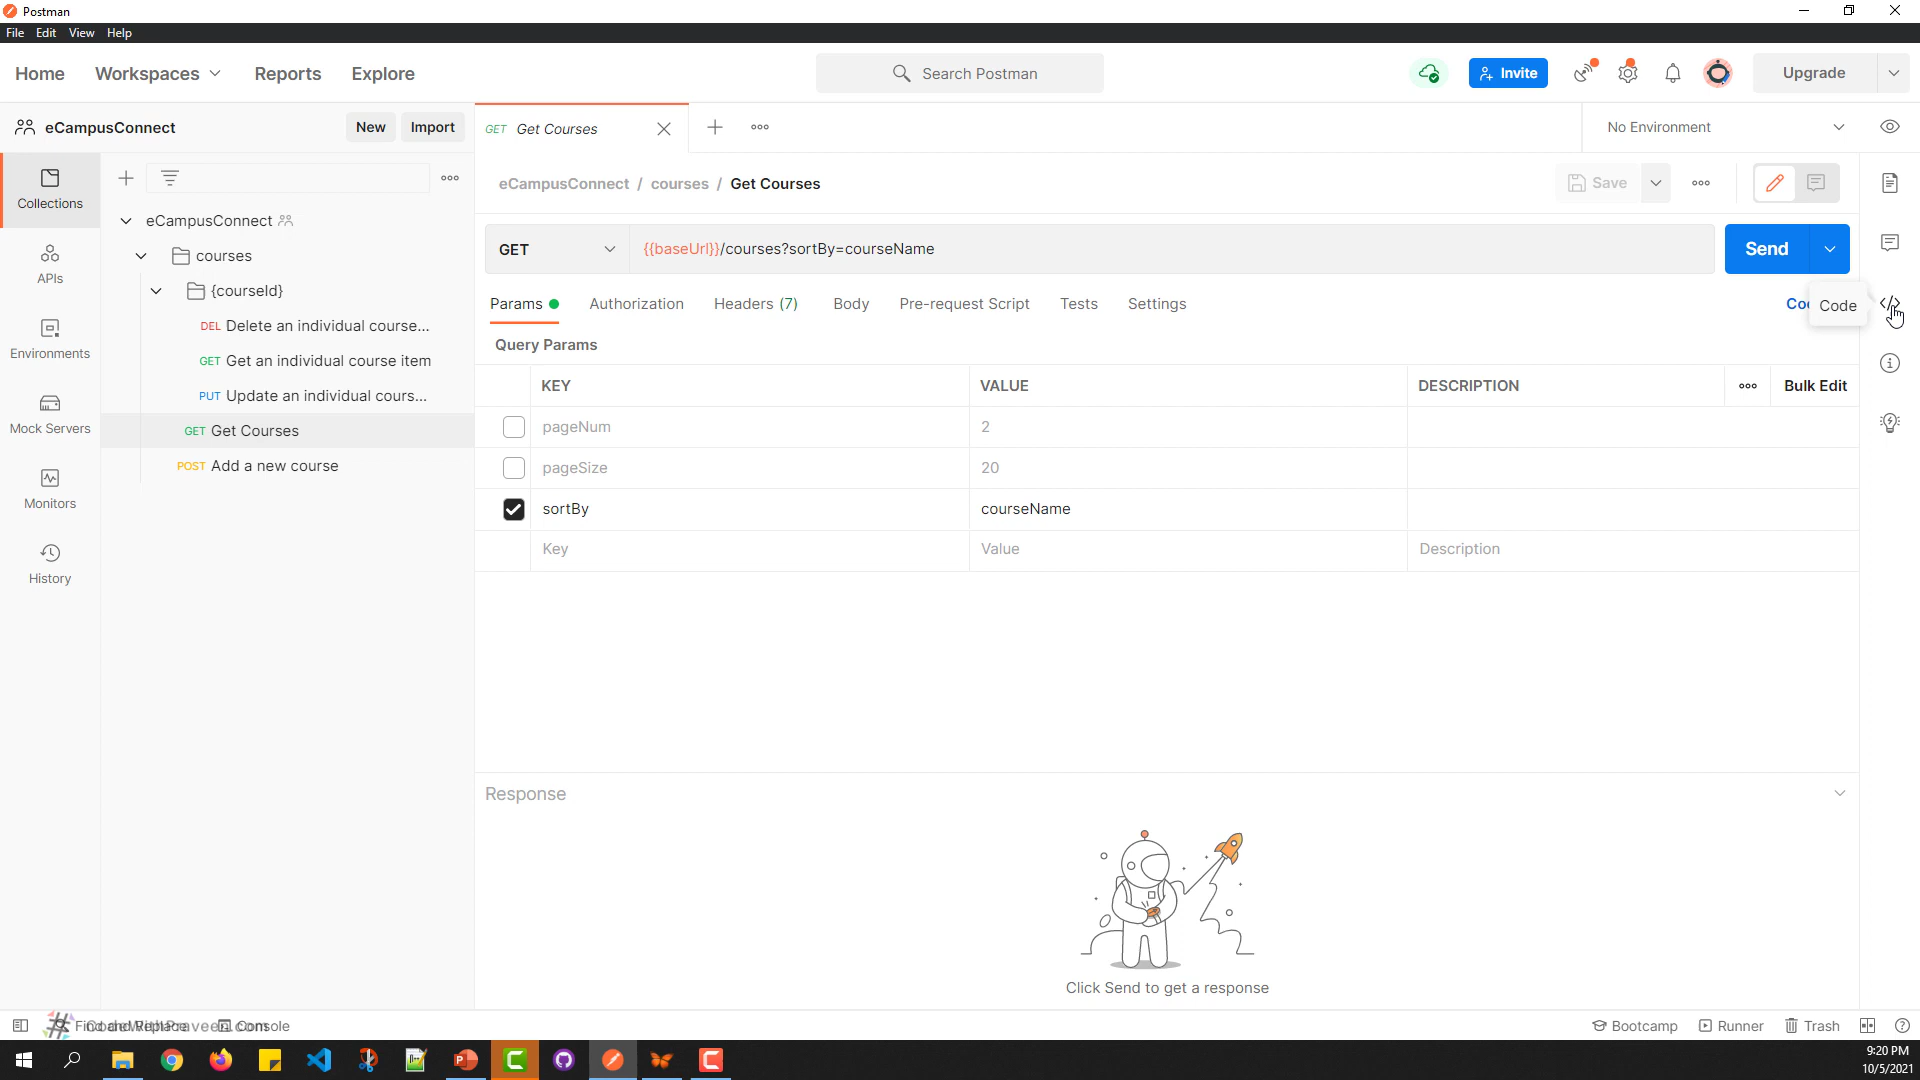 Postman
File Edit View Help
Home Workspaces Reports Explore Search Postman Invite Upgrade
eCampusConnect New Import GET Get Courses No Environment
Collections
APIs
Environments
Mock Servers
Monitors
History
eCampusConnect
courses
{courseId}
DEL Delete an individual course...
GET Get an individual course item
PUT Update an individual cours...
GET Get Courses
POST Add a new course
eCampusConnect / courses / Get Courses Save
GET {{baseUrl}}/courses?sortBy=courseName Send
Params Authorization Headers (7) Body Pre-request Script Tests Settings Code
Query Params
KEY VALUE DESCRIPTION Bulk Edit
pageNum 2
pageSize 20
sortBy courseName
Key Value Description
Response
Click Send to get a response
Find and Replace Console Bootcamp Runner Trash
9:20 PM
10/5/2021